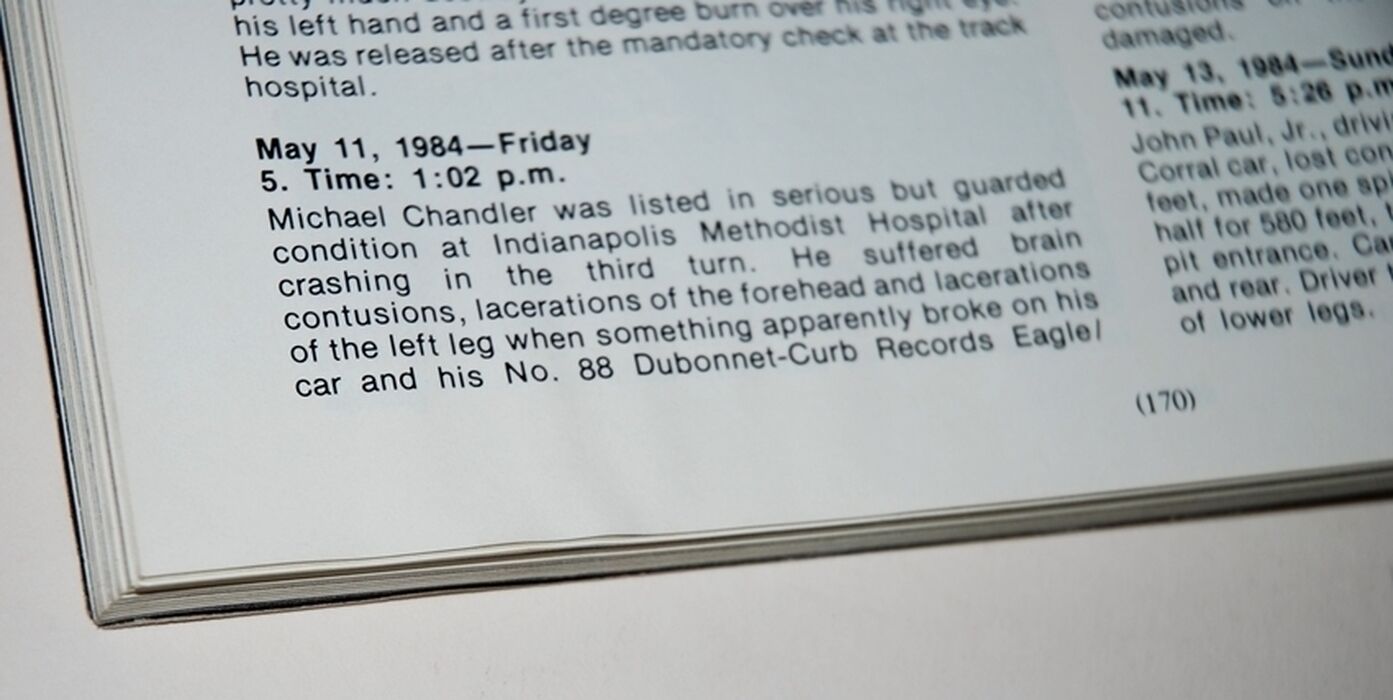 his left hand and a first degree burn over his right eye.
He was released after the mandatory check at the track
hospital.
May 11, 1984—Friday
5. Time: 1:02 p.m.
Michael Chandler was listed in serious but guarded
condition at Indianapolis Methodist Hospital after
crashing in the third turn. He suffered brain
contusions, lacerations of the forehead and lacerations
of the left leg when something apparently broke on his
car and his No. 88 Dubonnet-Curb Records Eagle/
contusions on
damaged.
May 13, 1984—Sund
11. Time: 5:26 p.m
John Paul, Jr., drivi
Corral car, lost con
feet, made one spi
half for 580 feet,
pit entrance. Ca
and rear. Driver
of lower legs.
(170)